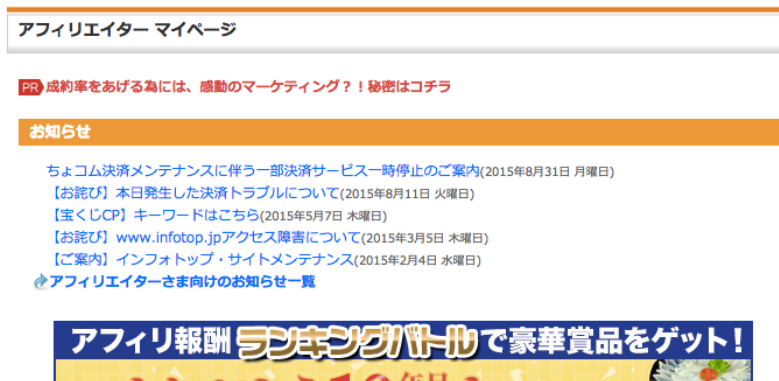 アフィリエイター マイページ
PR 成約率をあげる為には、感動のマーケティング？！秘密はコチラ
お知らせ
ちょコム決済メンテナンスに伴う一部決済サービス一時停止のご案内(2015年8月31日 月曜日)
【お詫び】本日発生した決済トラブルについて(2015年8月11日 火曜日)
【宝くじCP】キーワードはこちら(2015年5月7日 木曜日)
【お詫び】www.infotop.jpアクセス障害について(2015年3月5日 木曜日)
【ご案内】インフォトップ・サイトメンテナンス(2015年2月4日 水曜日)
アフィリエイターさま向けのお知らせ一覧
アフィリ報酬ランキングバトルで豪華賞品をゲット！